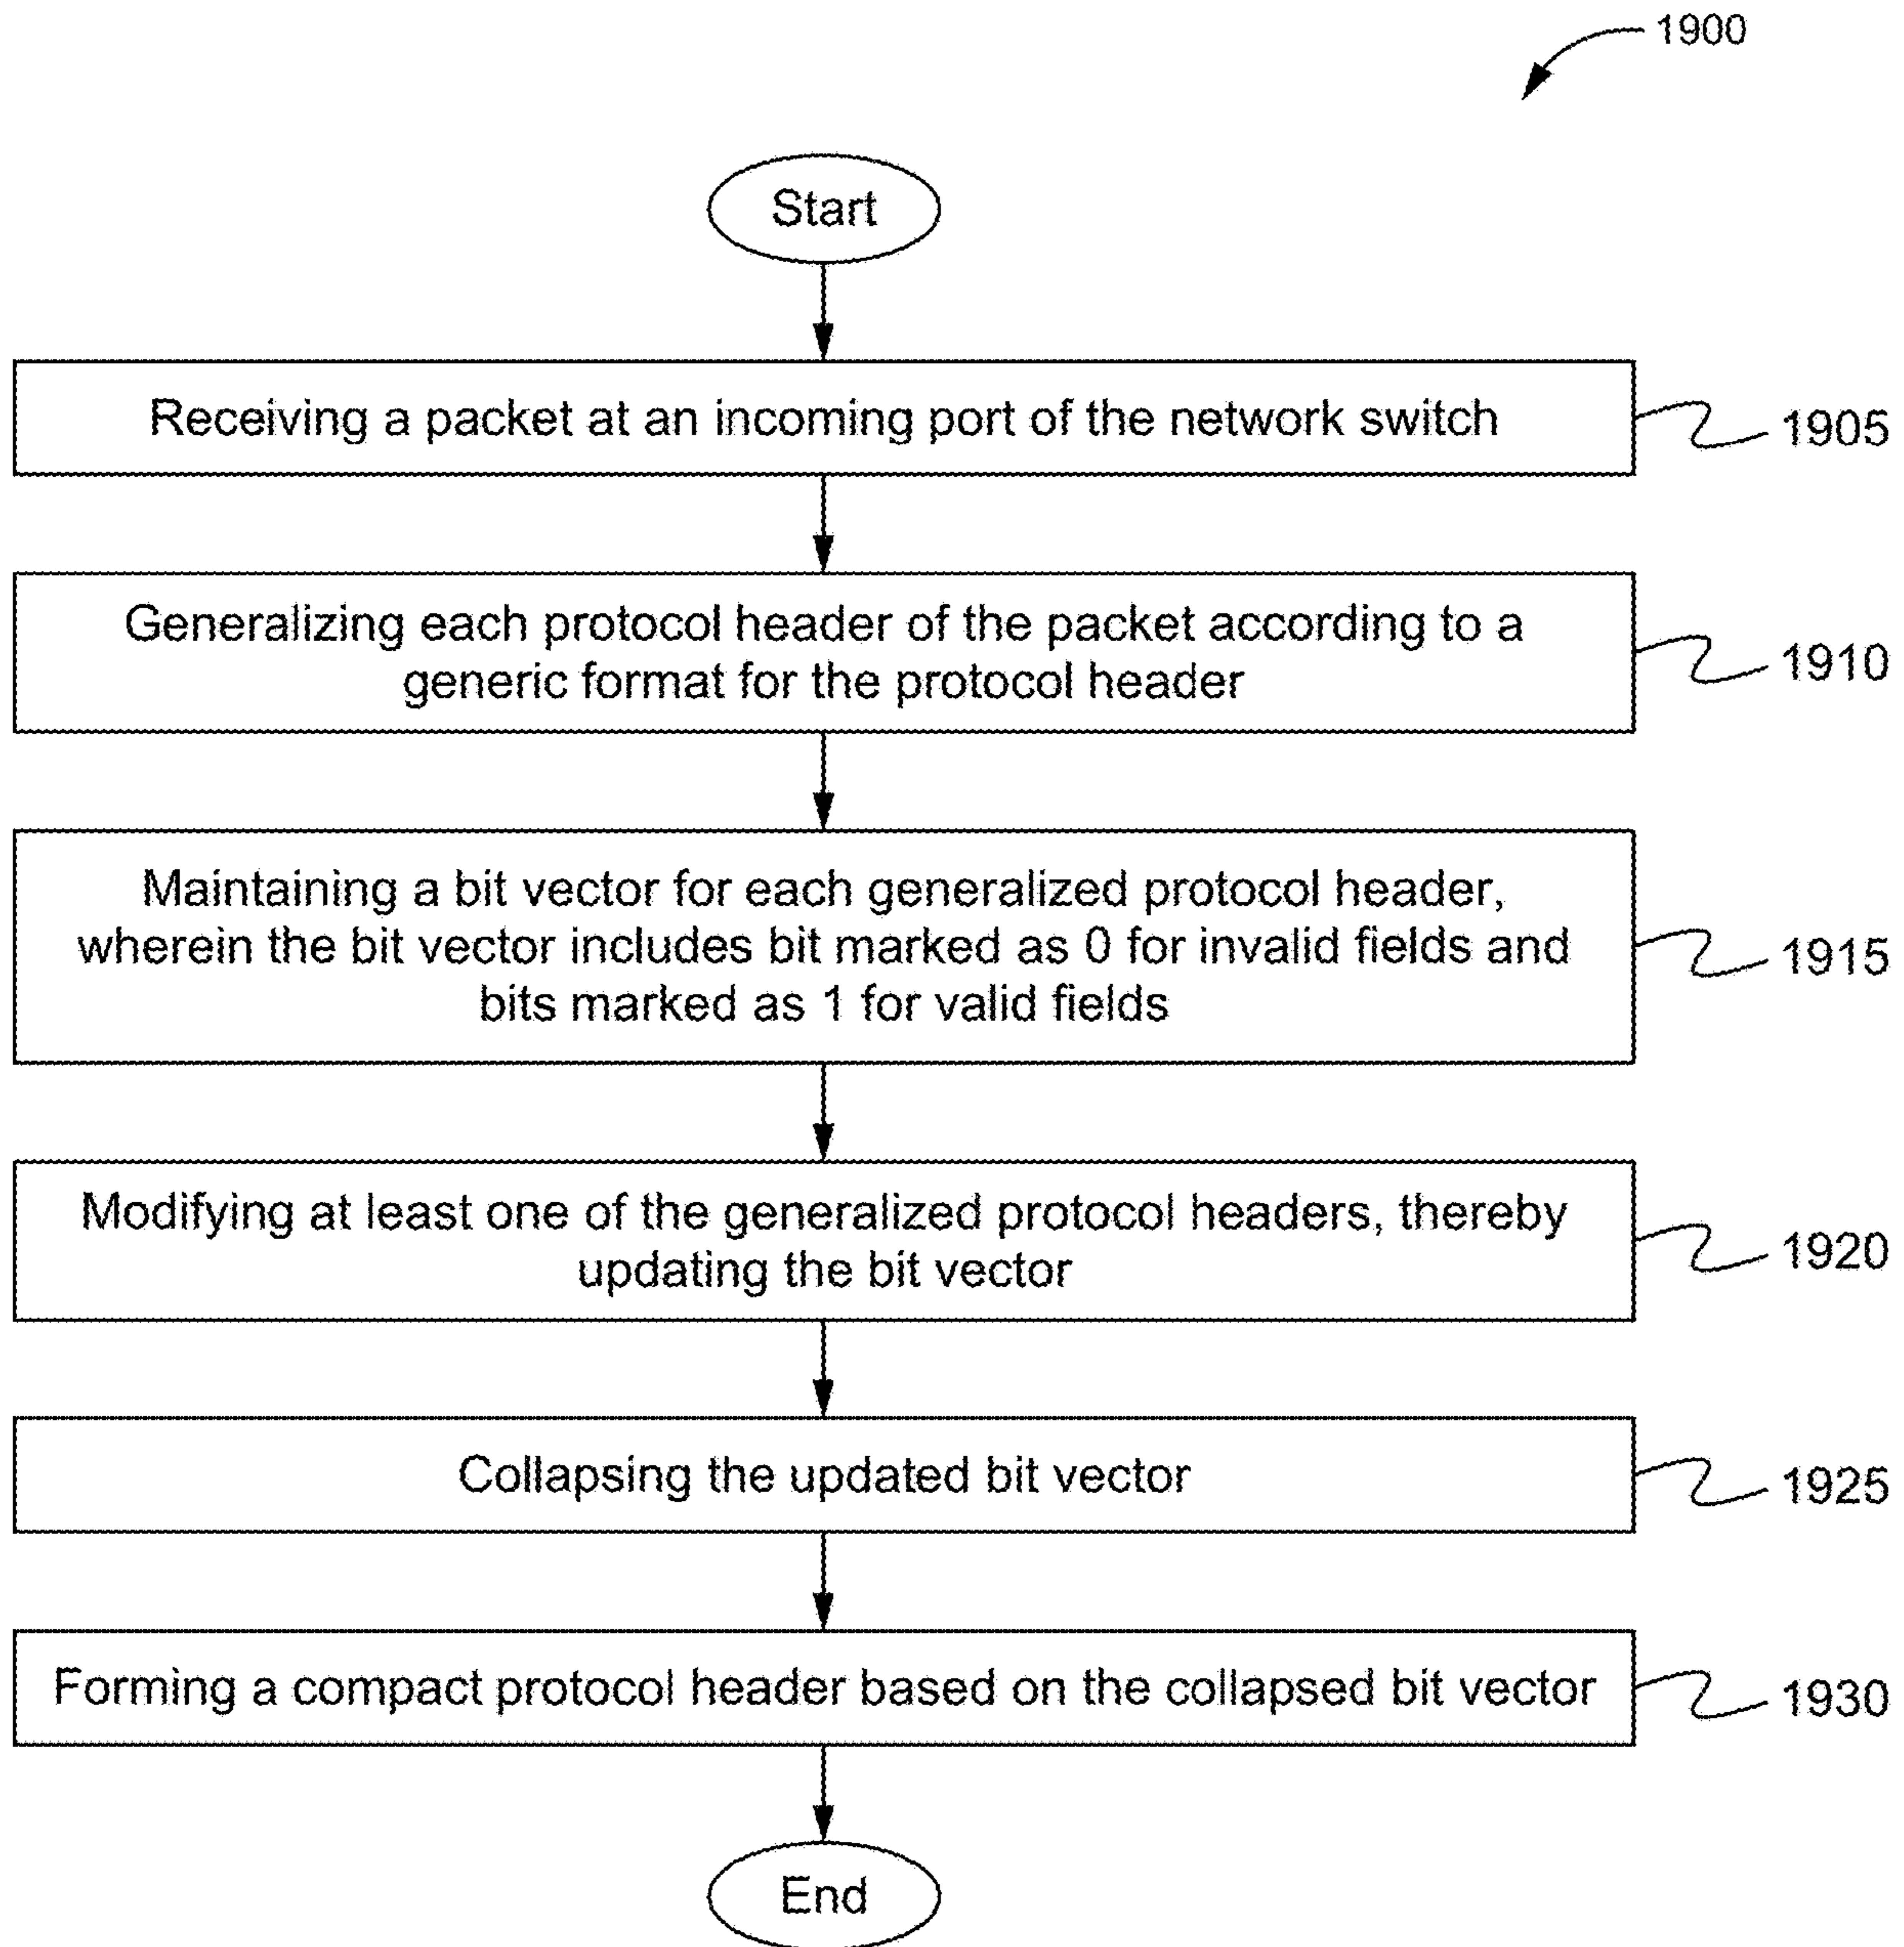 1900
Start
Receiving a packet at an incoming port of the network switch
1905
Generalizing each protocol header of the packet according to a
generic format for the protocol header
1910
Maintaining a bit vector for each generalized protocol header,
wherein the bit vector includes bit marked as 0 for invalid fields and
bits marked as 1 for valid fields
1915
Modifying at least one of the generalized protocol headers, thereby
updating the bit vector
1920
Collapsing the updated bit vector
1925
Forming a compact protocol header based on the collapsed bit vector
1930
End